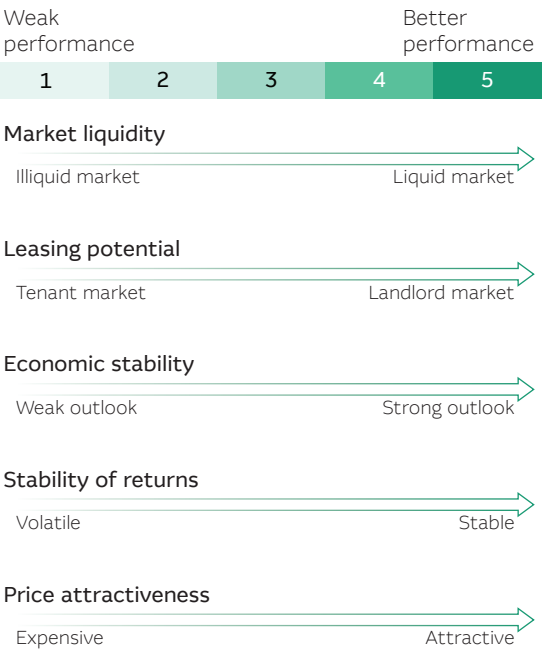 Weak
performance
Better
performance
1 2 3 4 5
Market liquidity
Illiquid market Liquid market
Leasing potential
Tenant market Landlord market
Economic stability
Weak outlook Strong outlook
Stability of returns
Volatile Stable
Price attractiveness
Expensive Attractive